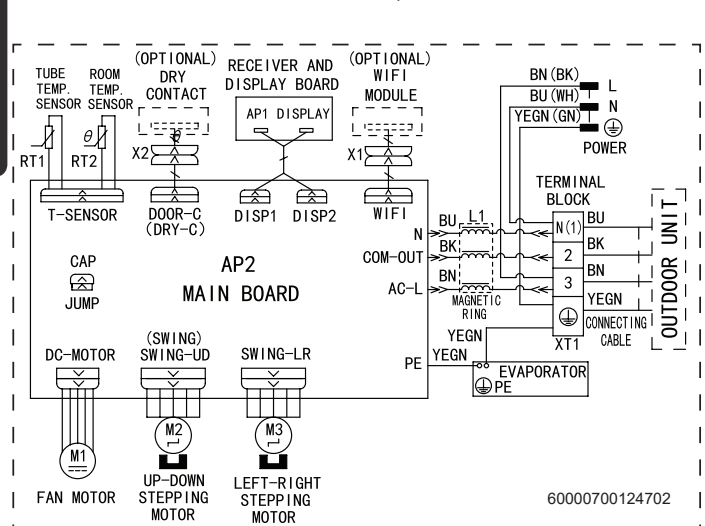 TUBE
TEMP.
SENSOR
ROOM
TEMP.
SENSOR
(OPTIONAL)
DRY
CONTACT
RECEIVER AND
DISPLAY BOARD
AP1 DISPLAY
(OPTIONAL)
WIFI
MODULE
BN(BK)
L
BU(WH)
N
YEGN(GN)
POWER
RT1
θ
RT2
θ
X2
X1
T-SENSOR
DOOR-C
(DRY-C)
DISP1
DISP2
WIFI
TERMINAL
BLOCK
N
BU
L1
N(1)
BU
COM-OUT
BK
2
BK
AC-L
BN
3
BN
MAGNETIC
RING
YEGN
CONNECTING
CABLE
XT1
OUTDOOR UNIT
CAP
JUMP
AP2
MAIN BOARD
DC-MOTOR
(SWING)
SWING-UD
SWING-LR
PE
YEGN
YEGN
EVAPORATOR
PE
M1
M2
M3
FAN MOTOR
UP-DOWN
STEPPING
MOTOR
LEFT-RIGHT
STEPPING
MOTOR
60000700124702